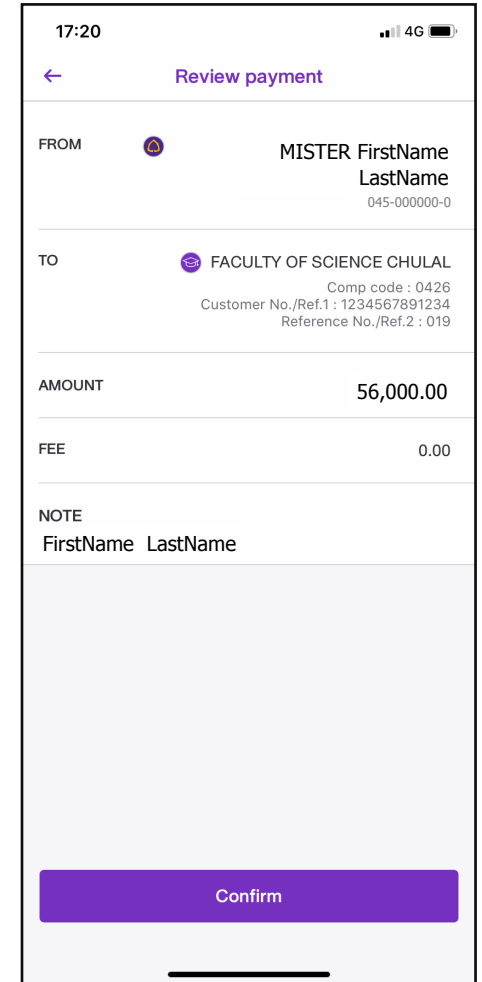 17:20 4G
Review payment
FROM MISTER FirstName
LastName
045-000000-0
TO FACULTY OF SCIENCE CHULAL
Comp code : 0426
Customer No./Ref.1 : 1234567891234
Reference No./Ref.2 : 019
AMOUNT 56,000.00
FEE 0.00
NOTE
FirstName LastName
Confirm